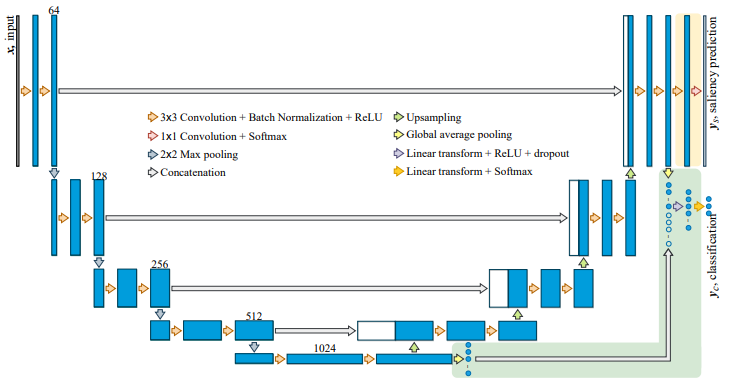 64
x, input
y_s, saliency prediction
3x3 Convolution + Batch Normalization + ReLU
1x1 Convolution + Softmax
2x2 Max pooling
Concatenation
Upsampling
Global average pooling
Linear transform + ReLU + dropout
Linear transform + Softmax
128
y_c, classification
256
512
1024